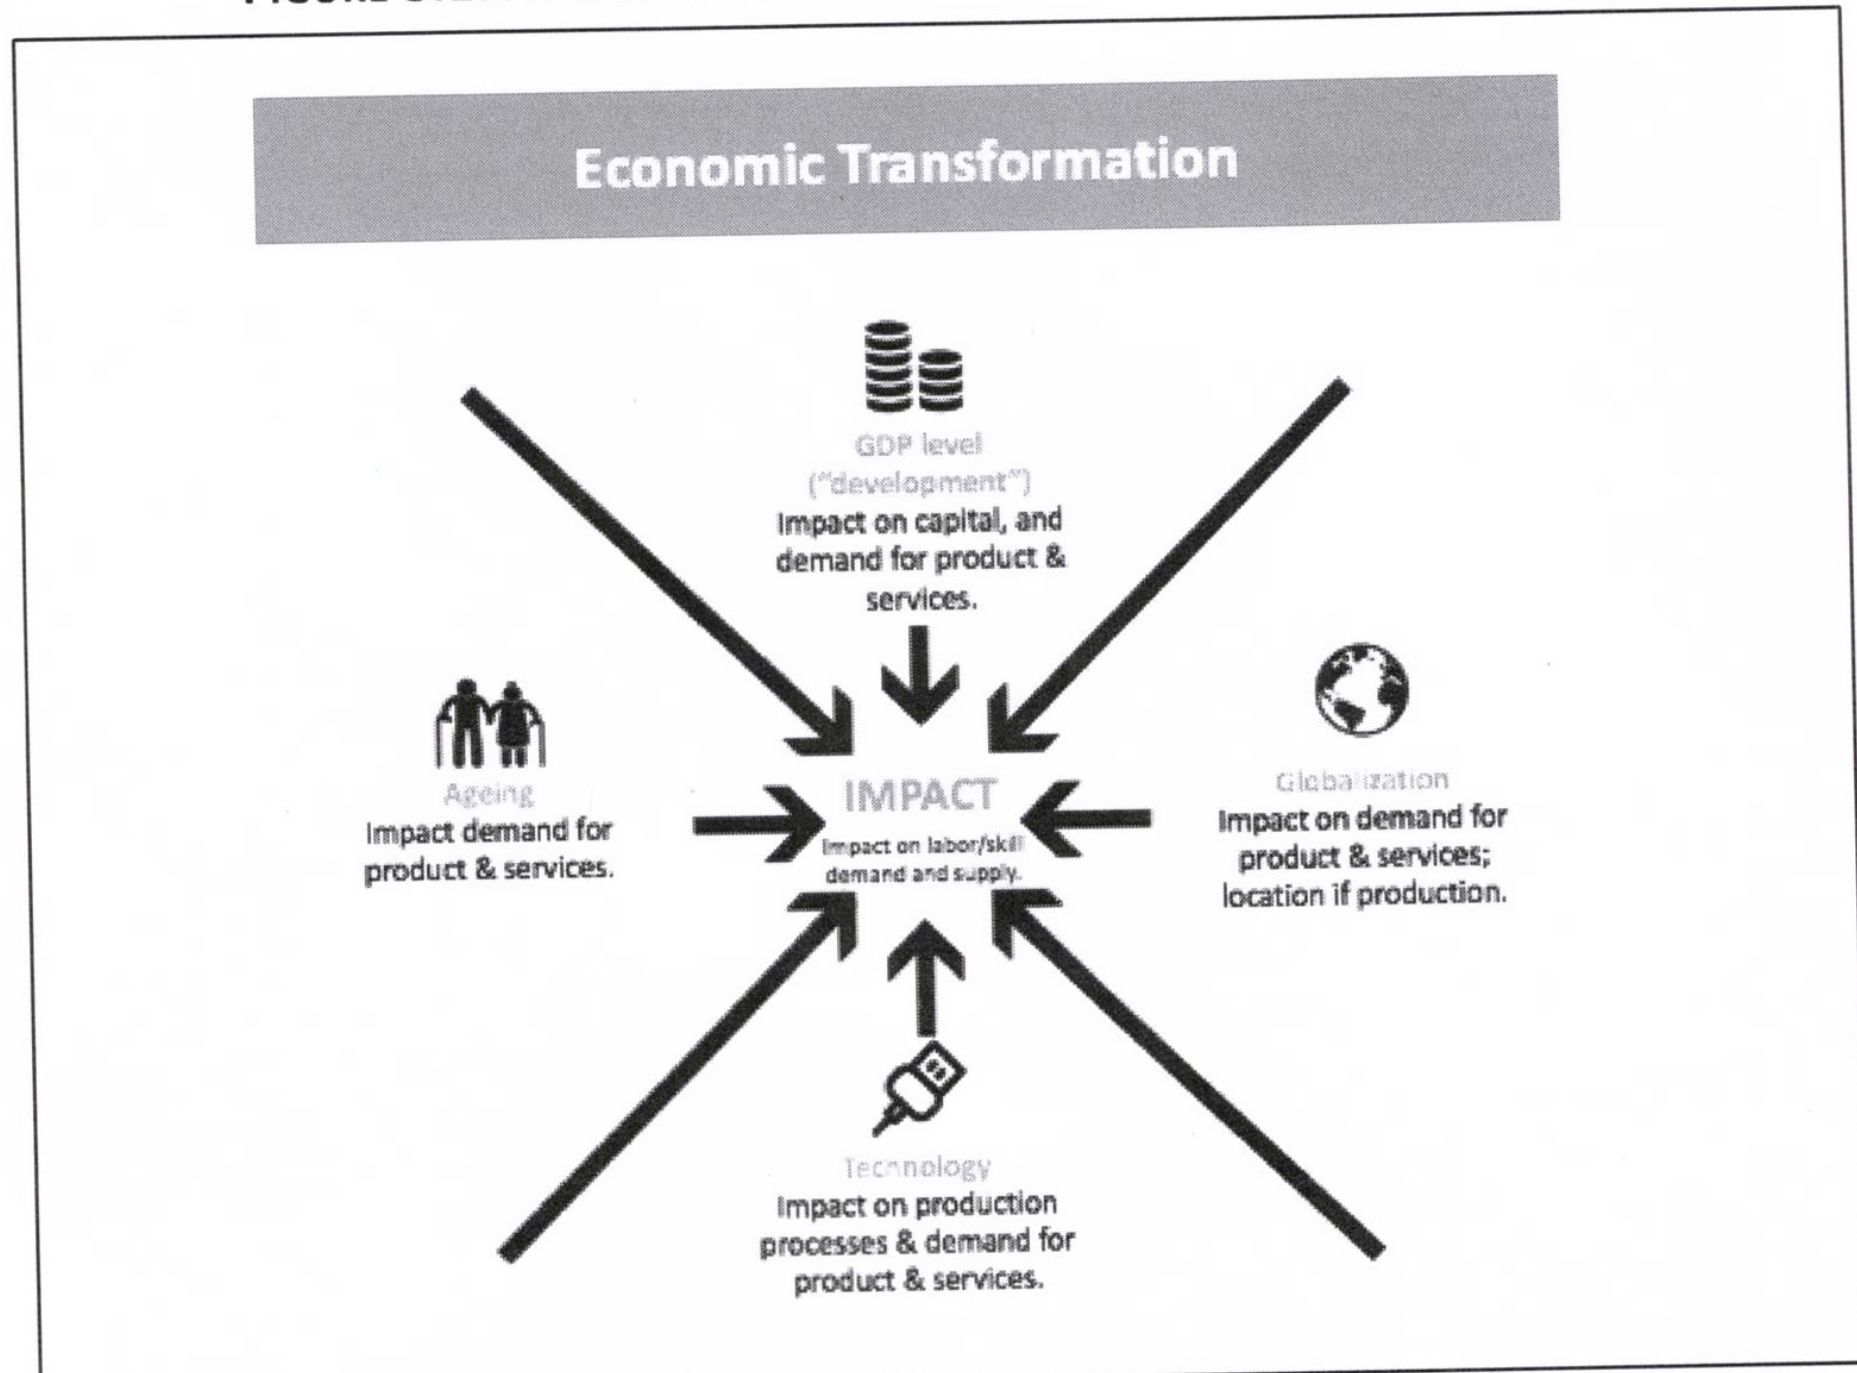 Economic Transformation
GDP level
("development")
Impact on capital, and
demand for product &
services.
Ageing
Impact demand for
product & services.
IMPACT
Impact on labor/skill
demand and supply.
Globalization
Impact on demand for
product & services;
location if production.
Technology
Impact on production
processes & demand for
product & services.